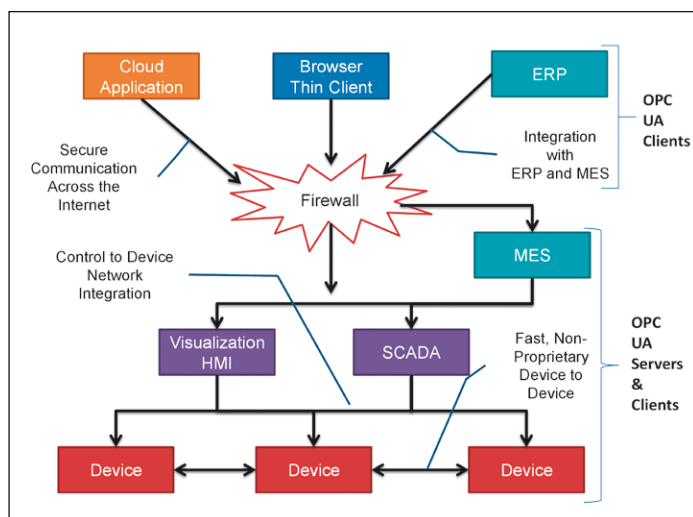 Cloud
Application
Browser
Thin Client
ERP
OPC
UA
Clients
Secure
Communication
Across the
Internet
Integration
with
ERP and MES
Firewall
Control to Device
Network
Integration
MES
Visualization
HMI
SCADA
Fast, Non-
Proprietary
Device to
Device
OPC
UA
Servers
&
Clients
Device
Device
Device